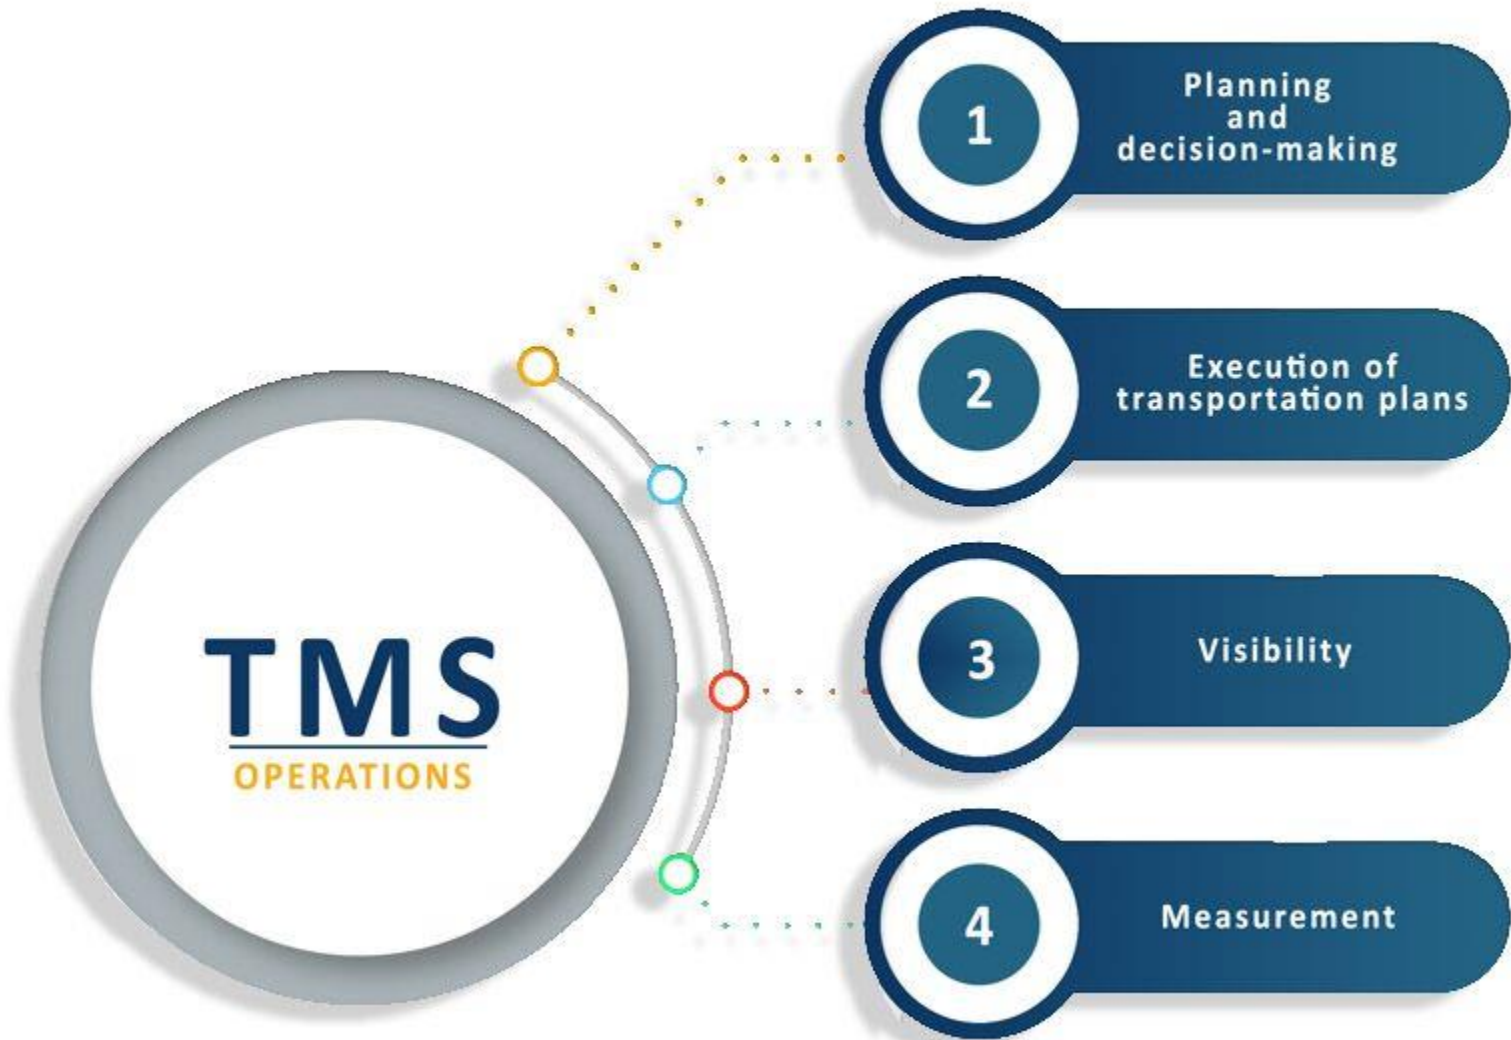 TMS
OPERATIONS
1
Planning
and
decision-making
2
Execution of
transportation plans
3
Visibility
4
Measurement